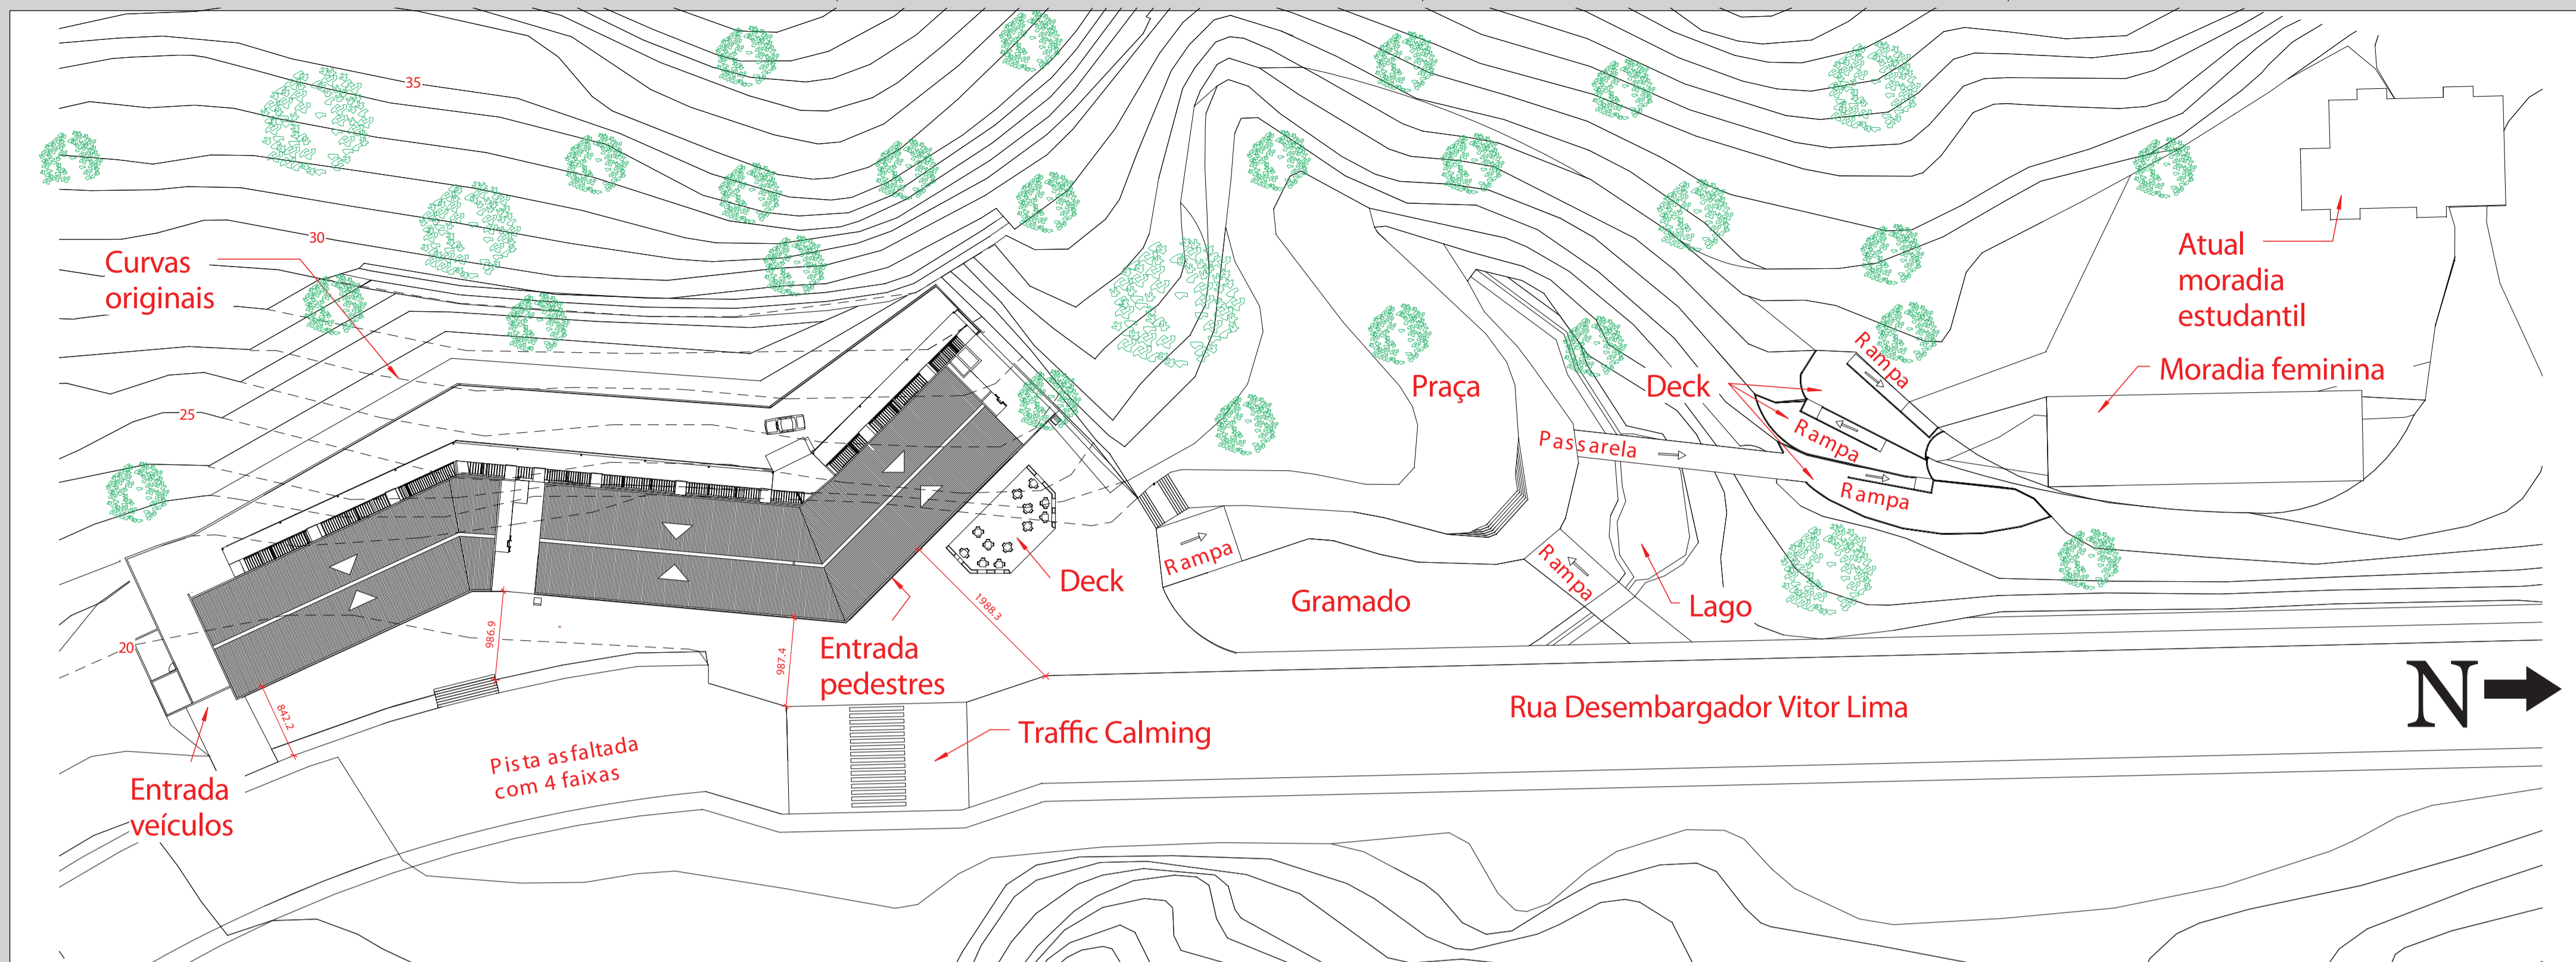 35
30
Curvas
originais
25
20
Entrada
veículos
842.2
986.9
987.4
1988.3
Pista asfaltada
com 4 faixas
Entrada
pedestres
Deck
Traffic Calming
Rampa
Gramado
Praça
Passarela
Rampa
Lago
Deck
Rampa
Rampa
Rampa
Atual
moradia
estudantil
Moradia feminina
Rua Desembargador Vitor Lima
N